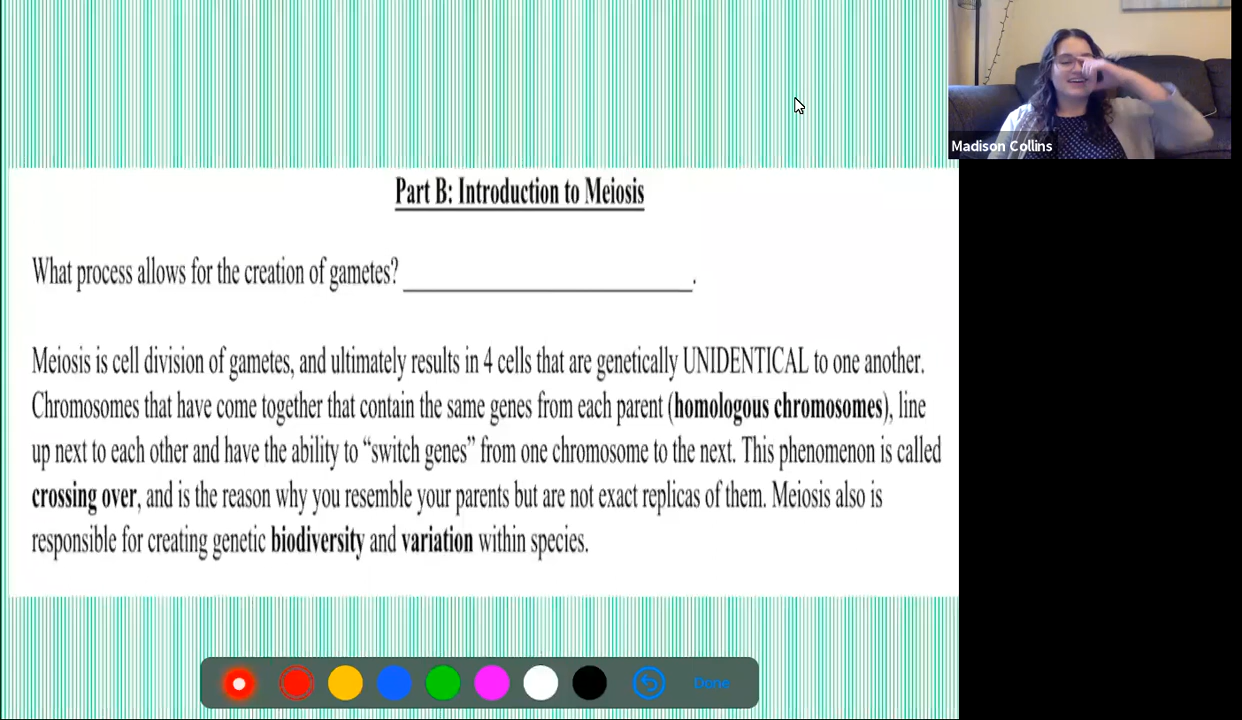 Madison Collins
Part B: Introduction to Meiosis
What process allows for the creation of gametes? ______________________________.
Meiosis is cell division of gametes, and ultimately results in 4 cells that are genetically UNIDENTICAL to one another.
Chromosomes that have come together that contain the same genes from each parent (homologous chromosomes), line
up next to each other and have the ability to “switch genes” from one chromosome to the next. This phenomenon is called
crossing over, and is the reason why you resemble your parents but are not exact replicas of them. Meiosis also is
responsible for creating genetic biodiversity and variation within species.
Done